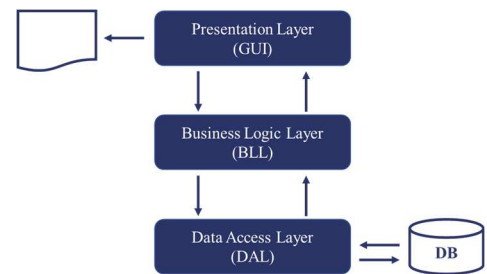 Presentation Layer
(GUI)
Business Logic Layer
(BLL)
Data Access Layer
(DAL)
DB